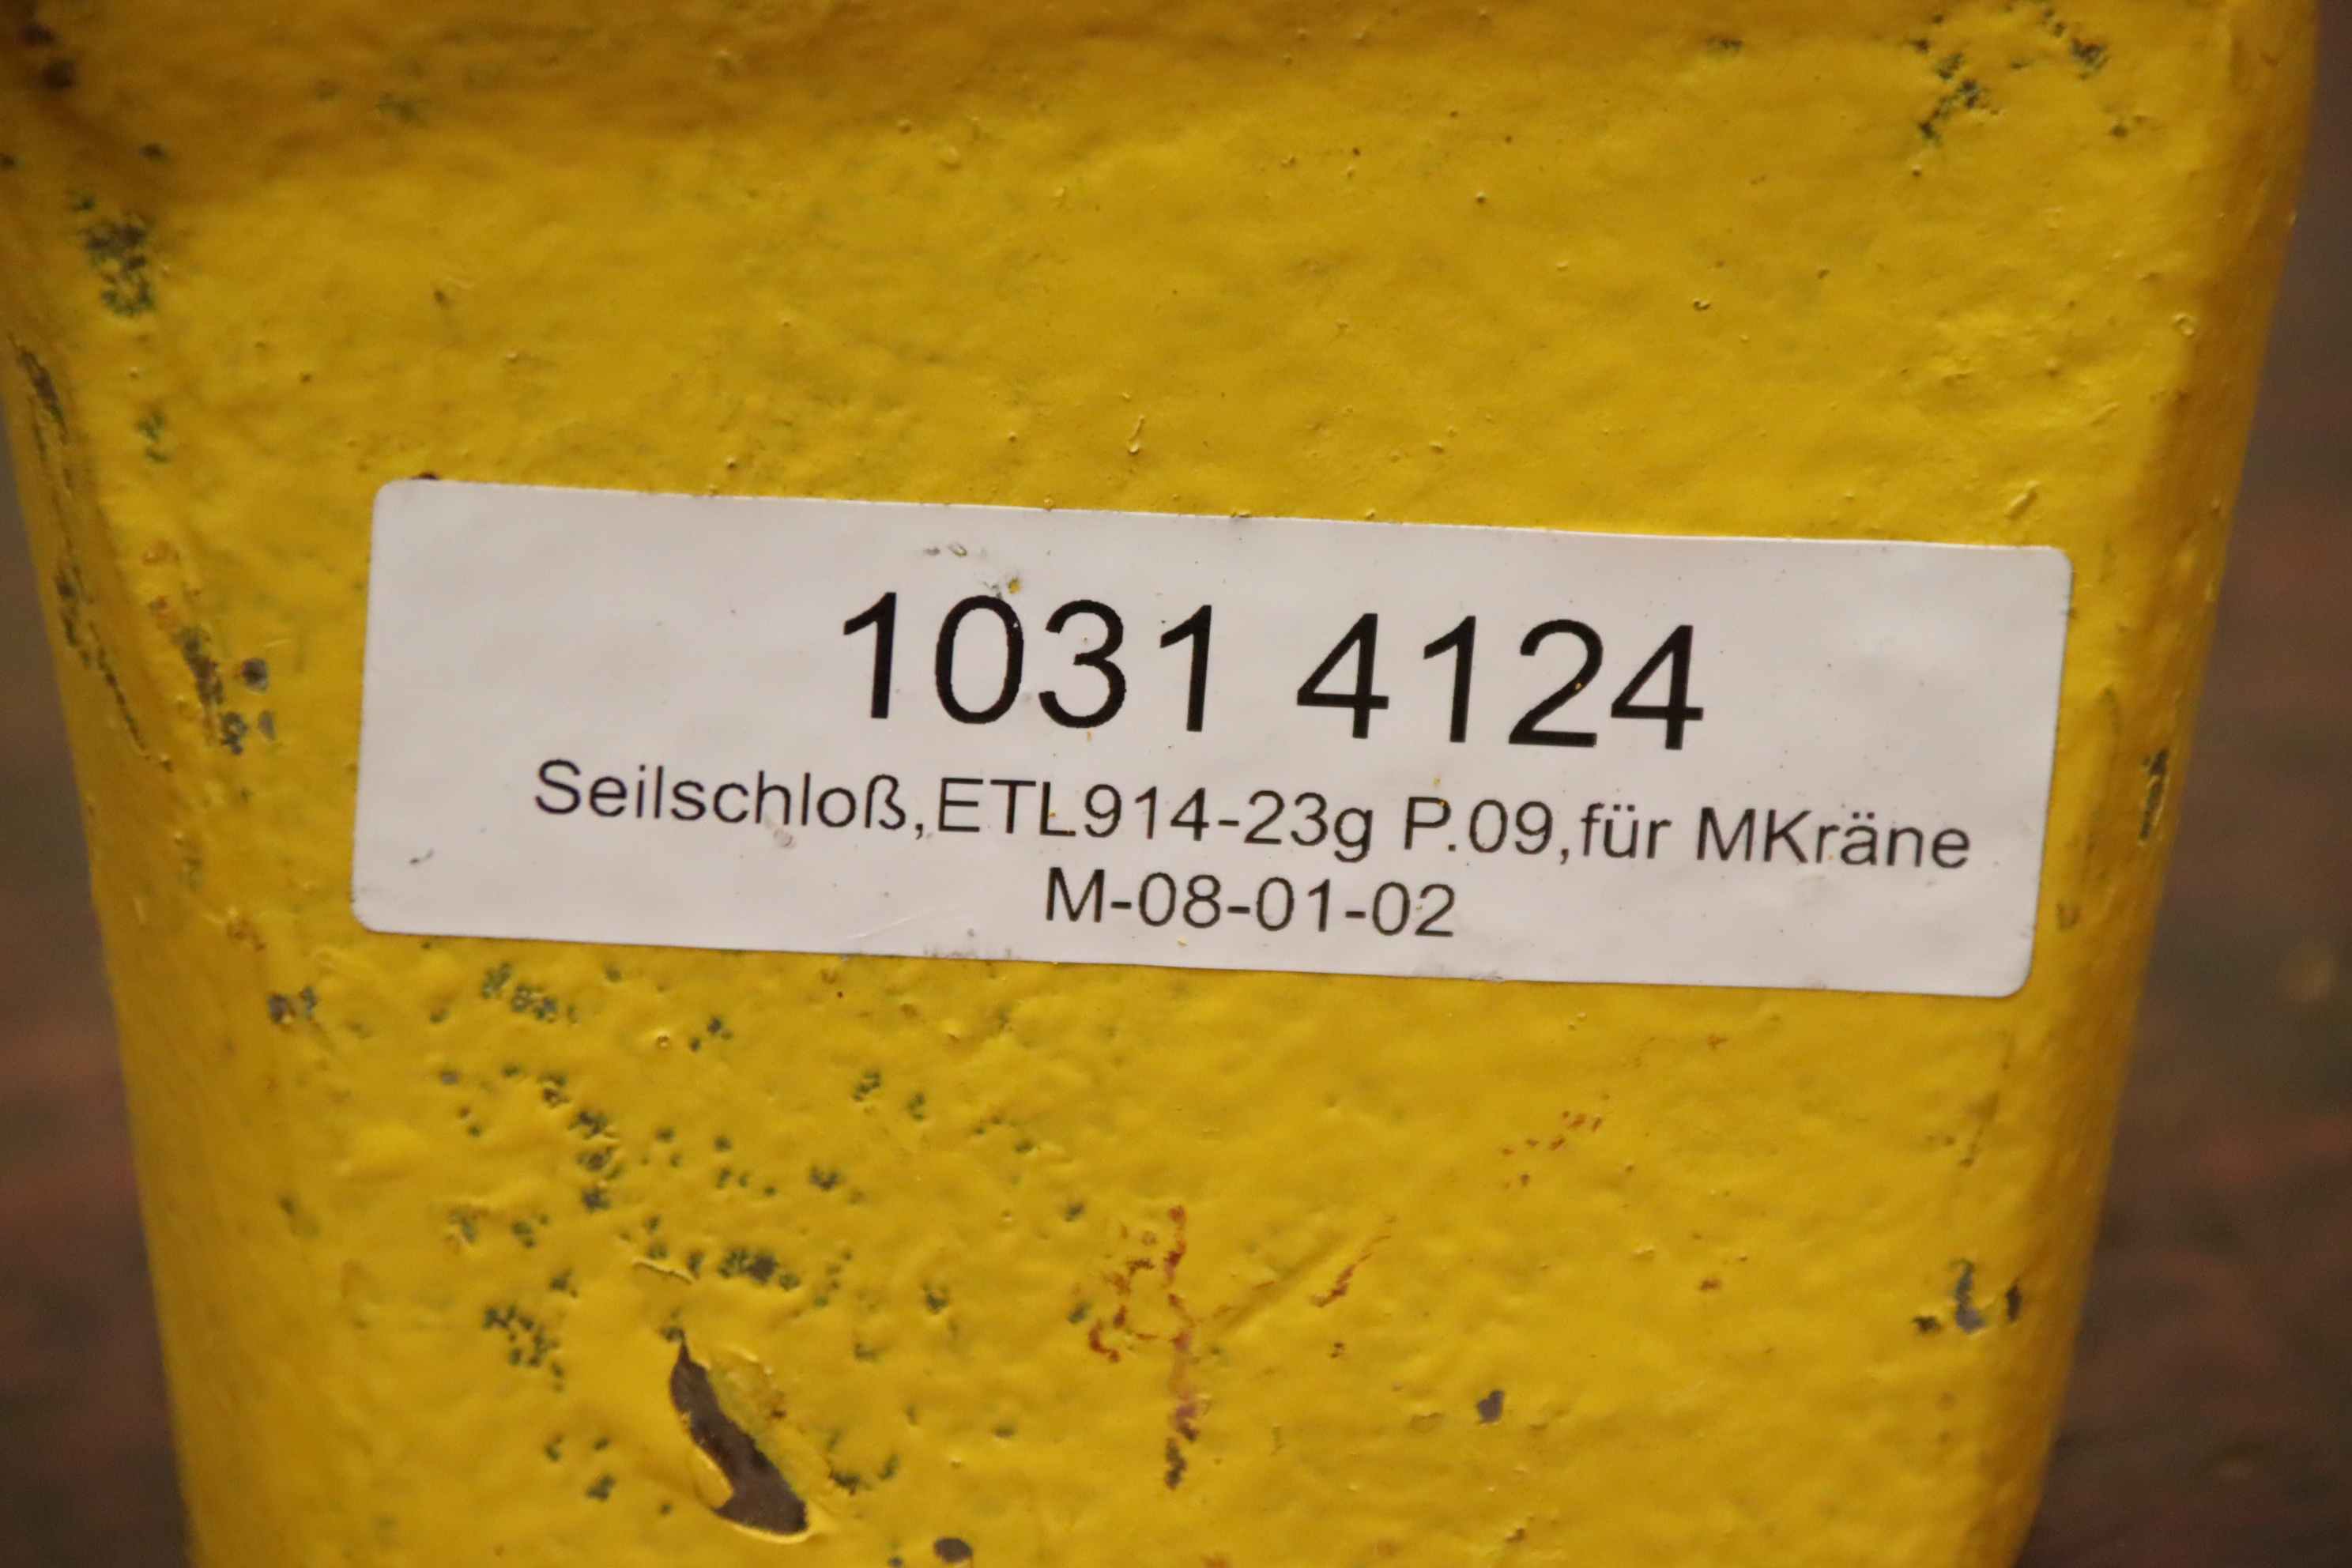 1031 4124
Seilschloß,ETL914-23g P.09,für MKräne
M-08-01-02